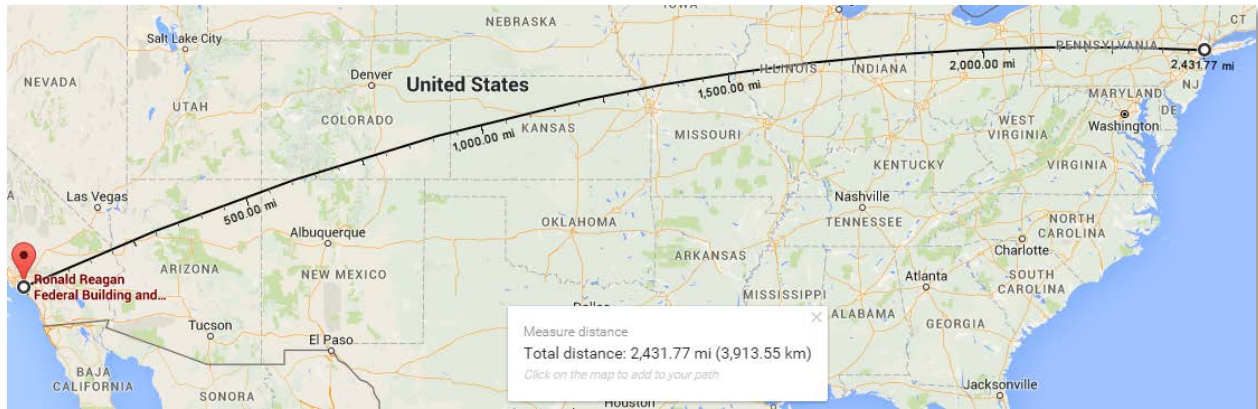 IOWA
NEBRASKA
CT
Salt Lake City
PENNSYLVANIA
NEVADA
Denver
United States
ILLINOIS
INDIANA
2,000.00 mi
2,431.77 mi
NJ
UTAH
1,500.00 mi
MARYLAND
DE
COLORADO
KANSAS
1,000.00 mi
MISSOURI
WEST
VIRGINIA
Washington
KENTUCKY
VIRGINIA
Las Vegas
500.00 mi
Nashville
OKLAHOMA
TENNESSEE
NORTH
CAROLINA
Albuquerque
Charlotte
ARKANSAS
ARIZONA
NEW MEXICO
Ronald Reagan
Federal Building and...
Atlanta
SOUTH
CAROLINA
MISSISSIPPI
Dallas
ALABAMA
GEORGIA
Tucson
El Paso
Measure distance
Total distance: 2,431.77 mi (3,913.55 km)
Click on the map to add to your path
BAJA
CALIFORNIA
SONORA
Jacksonville
Houston